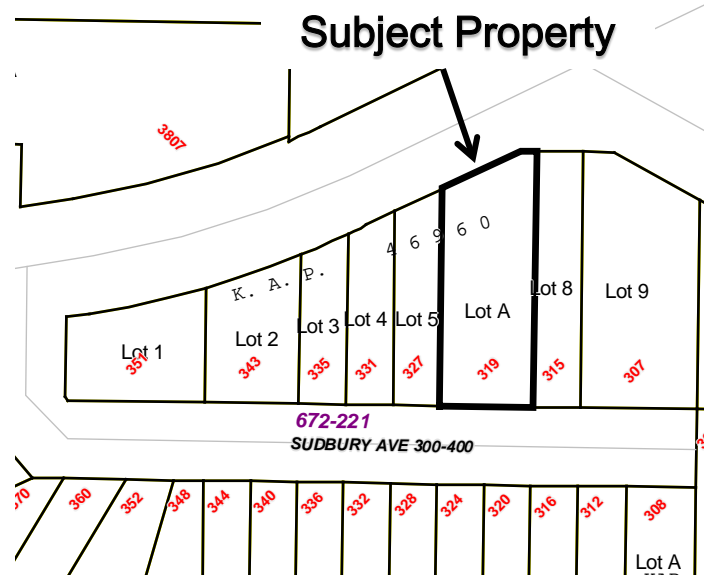 Subject Property
3807
K. A. P. 46960
Lot 1
Lot 2
Lot 3
Lot 4
Lot 5
Lot A
Lot 8
Lot 9
351
343
335
331
327
319
315
307
672-221
SUDBURY AVE 300-400
360
352
348
344
340
336
332
328
324
320
316
312
308
Lot A